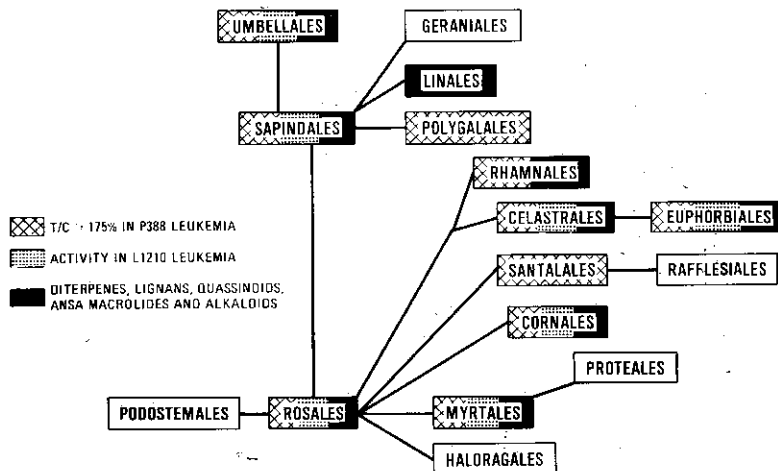 UMBELLALES
GERANIALES
LINALES
SAPINDALES
POLYGALALES
RHAMNALES
CELASTRALES
EUPHORBIALES
SANTALALES
RAFFLESIALES
CORNALES
PROTEALES
PODOSTEMALES
ROSALES
MYRTALES
HALORAGALES
T/C 175% IN P388 LEUKEMIA
ACTIVITY IN L1210 LEUKEMIA
DITERPENES, LIGNANS, QUASSINOIDS,
ANSA MACROLIDES AND ALKALOIDS